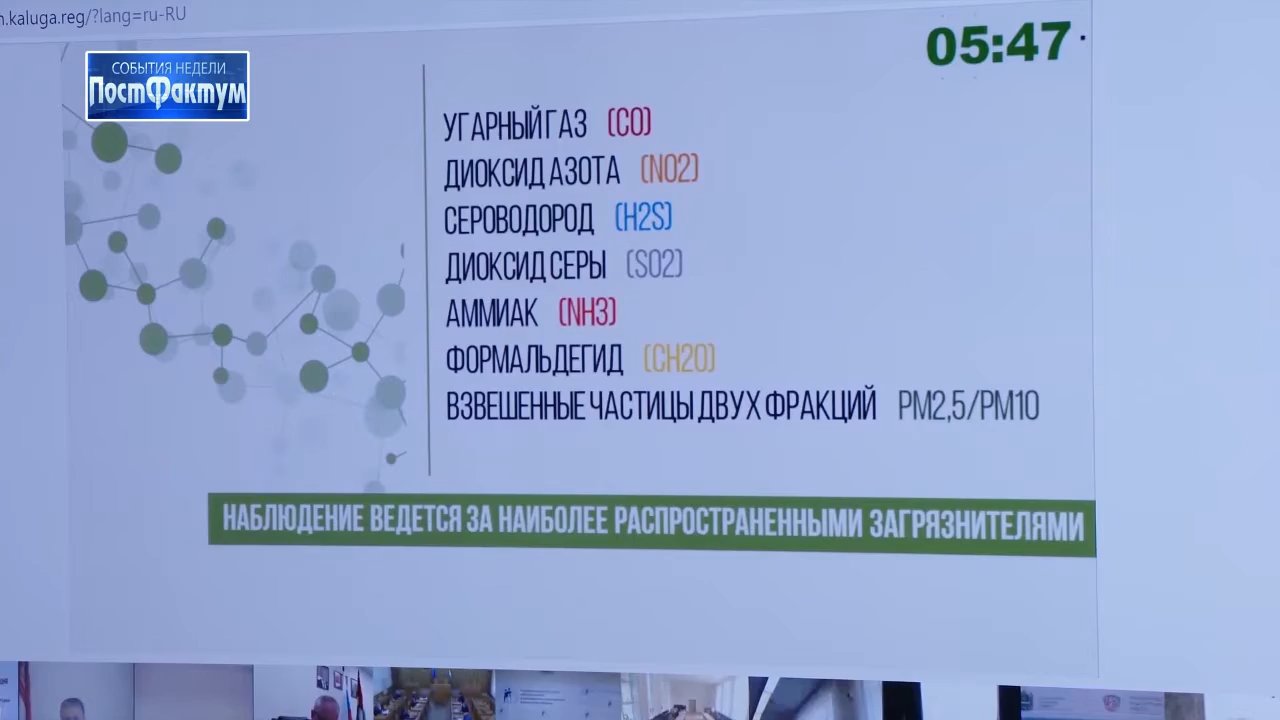 n.kaluga.reg/?lang=ru-RU
05:47
СОБЫТИЯ НЕДЕЛИ
ПостФактум
УГАРНЫЙ ГАЗ (CO)
ДИОКСИД АЗОТА (NO2)
СЕРОВОДОРОД (H2S)
ДИОКСИД СЕРЫ (SO2)
АММИАК (NH3)
ФОРМАЛЬДЕГИД (CH2O)
ВЗВЕШЕННЫЕ ЧАСТИЦЫ ДВУХ ФРАКЦИЙ PM2,5/PM10
НАБЛЮДЕНИЕ ВЕДЕТСЯ ЗА НАИБОЛЕЕ РАСПРОСТРАНЕННЫМИ ЗАГРЯЗНИТЕЛЯМИ